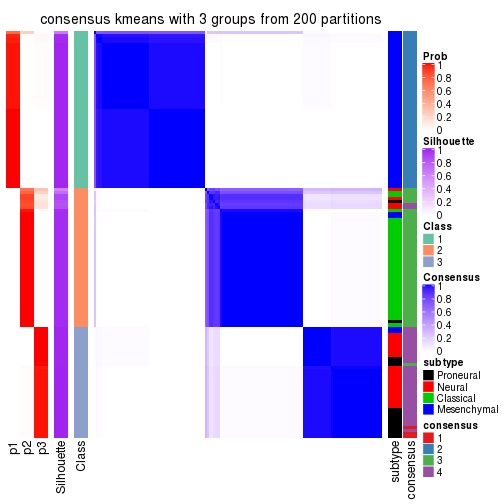 consensus kmeans with 3 groups from 200 partitions
Prob
1
0.8
0.6
0.4
0.2
0
Silhouette
1
0.8
0.6
0.4
0.2
0
Class
1
2
3
Consensus
1
0.8
0.6
0.4
0.2
0
subtype
Proneural
Neural
Classical
Mesenchymal
consensus
1
2
3
4
p1
p2
p3
Silhouette
Class
subtype
consensus